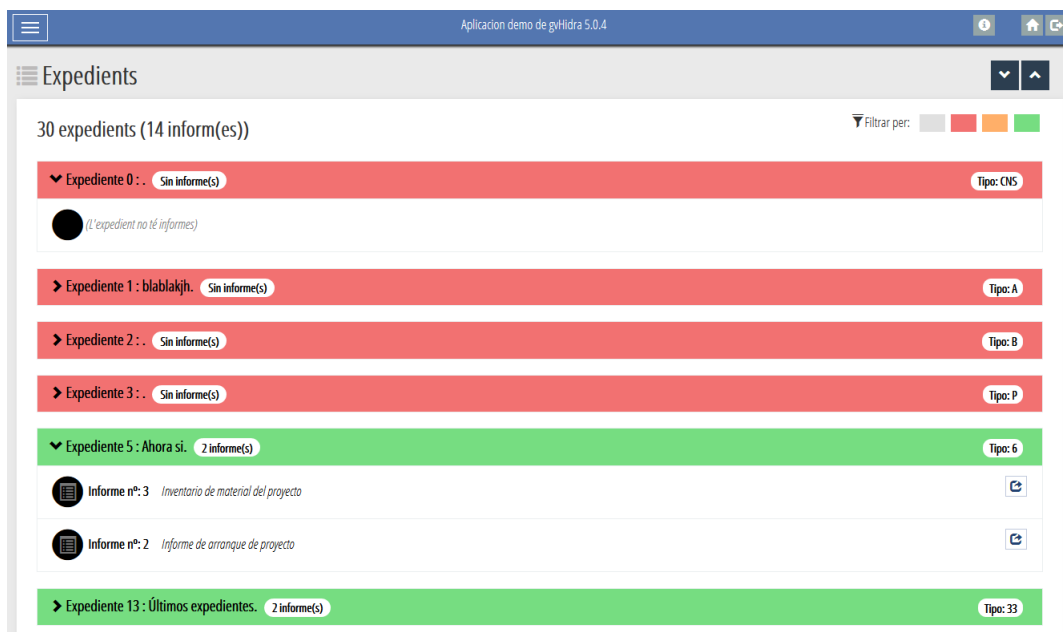 Aplicacion demo de gvHidra 5.0.4
Expedients
30 expedients (14 inform(es))
Filtrar per:
Expediente 0 : . Sin informe(s) Tipo: CNS
(L'expedient no té informes)
Expediente 1 : blablakjh. Sin informe(s) Tipo: A
Expediente 2 : . Sin informe(s) Tipo: B
Expediente 3 : . Sin informe(s) Tipo: P
Expediente 5 : Ahora si. 2 informe(s) Tipo: 6
Informe nº: 3 Inventario de material del proyecto
Informe nº: 2 Informe de arranque de proyecto
Expediente 13 : Últimos expedientes. 2 informe(s) Tipo: 33